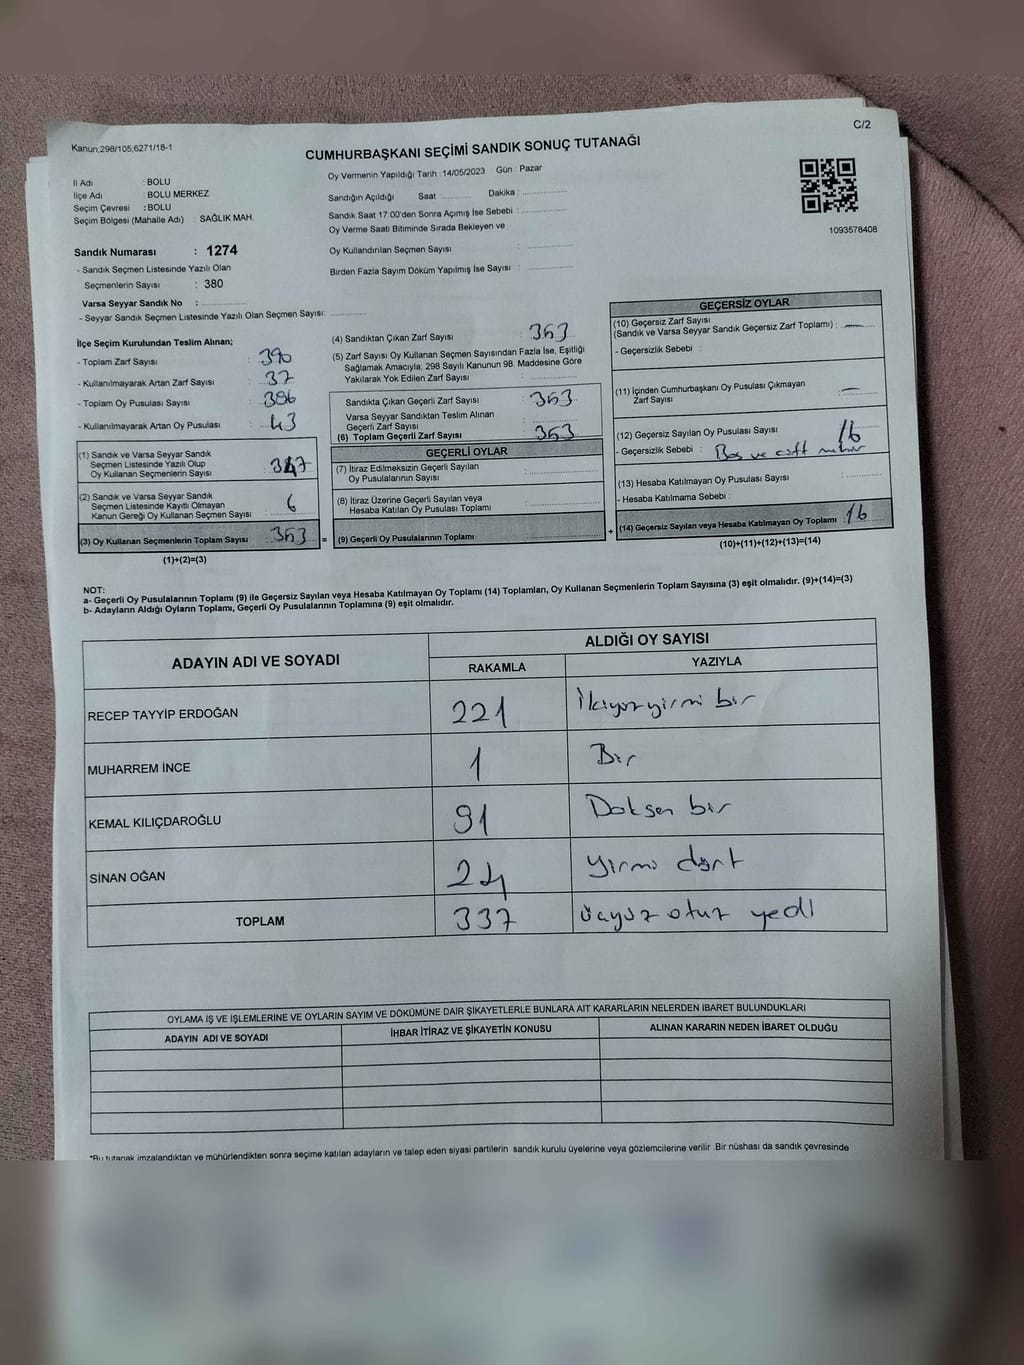 Kanun,298/105,6271/18-1
C/2
CUMHURBAŞKANI SEÇİMİ SANDIK SONUÇ TUTANAĞI
İl Adı : BOLU
İlçe Adı : BOLU MERKEZ
Seçim Çevresi : BOLU
Seçim Bölgesi (Mahalle Adı) : SAĞLIK MAH.
Oy Vermenin Yapıldığı Tarih : 14/05/2023 Gün : Pazar
Sandığın Açıldığı Saat : Dakika :
Sandık Saat 17:00'den Sonra Açımış İse Sebebi :
Oy Verme Saati Bitiminde Sırada Bekleyen ve
Oy Kullandırılan Seçmen Sayısı :
Birden Fazla Sayım Döküm Yapılmış İse Sayısı :
1093578408
Sandık Numarası : 1274
- Sandık Seçmen Listesinde Yazılı Olan
Seçmenlerin Sayısı : 380
Varsa Seyyar Sandık No :
- Seyyar Sandık Seçmen Listesinde Yazılı Olan Seçmen Sayısı:
İlçe Seçim Kurulundan Teslim Alınan;
- Toplam Zarf Sayısı : 390
- Kullanılmayarak Artan Zarf Sayısı : 37
- Toplam Oy Pusulası Sayısı : 396
- Kullanılmayarak Artan Oy Pusulası : 43
(1) Sandık ve Varsa Seyyar Sandık
Seçmen Listesinde Yazılı Olup
Oy Kullanan Seçmenlerin Sayısı : 347
(2) Sandık ve Varsa Seyyar Sandık
Seçmen Listesinde Kayıtlı Olmayan
Kanun Gereği Oy Kullanan Seçmen Sayısı : 6
(3) Oy Kullanan Seçmenlerin Toplam Sayısı : 353 =
(1)+(2)=(3)
(4) Sandıktan Çıkan Zarf Sayısı : 353
(5) Zarf Sayısı Oy Kullanan Seçmen Sayısından Fazla İse, Eşitliği
Sağlamak Amacıyla, 298 Sayılı Kanunun 98. Maddesine Göre
Yakılarak Yok Edilen Zarf Sayısı :
Sandıkta Çıkan Geçerli Zarf Sayısı : 353
Varsa Seyyar Sandıktan Teslim Alınan
Geçerli Zarf Sayısı :
(6) Toplam Geçerli Zarf Sayısı : 353
GEÇERLİ OYLAR
(7) İtiraz Edilmeksizin Geçerli Sayılan
Oy Pusulalarının Sayısı :
(8) İtiraz Üzerine Geçerli Sayılan veya
Hesaba Katılan Oy Pusulası Toplamı :
(9) Geçerli Oy Pusulalarının Toplamı : +
GEÇERSİZ OYLAR
(10) Geçersiz Zarf Sayısı
(Sandık ve Varsa Seyyar Sandık Geçersiz Zarf Toplamı) : —
- Geçersizlik Sebebi :
(11) İçinden Cumhurbaşkanı Oy Pusulası Çıkmayan
Zarf Sayısı : —
(12) Geçersiz Sayılan Oy Pusulası Sayısı : 16
- Geçersizlik Sebebi : Boş ve çift mühür
(13) Hesaba Katılmayan Oy Pusulası Sayısı :
- Hesaba Katılmama Sebebi :
(14) Geçersiz Sayılan veya Hesaba Katılmayan Oy Toplamı : 16
(10)+(11)+(12)+(13)=(14)
NOT:
a- Geçerli Oy Pusulalarının Toplamı (9) ile Geçersiz Sayılan veya Hesaba Katılmayan Oy Toplamı (14) Toplamları, Oy Kullanan Seçmenlerin Toplam Sayısına (3) eşit olmalıdır. (9)+(14)=(3)
b- Adayların Aldığı Oyların Toplamı, Geçerli Oy Pusulalarının Toplamına (9) eşit olmalıdır.
ADAYIN ADI VE SOYADI
ALDIĞI OY SAYISI
RAKAMLA YAZIYLA
RECEP TAYYİP ERDOĞAN 221 İkiyüzyirmi bir
MUHARREM İNCE 1 Bir
KEMAL KILIÇDAROĞLU 91 Doksan bir
SİNAN OĞAN 24 yirmi dört
TOPLAM 337 üçyüz otuz yedi
OYLAMA İŞ VE İŞLEMLERİNE VE OYLARIN SAYIM VE DÖKÜMÜNE DAİR ŞİKAYETLERLE BUNLARA AİT KARARLARIN NELERDEN İBARET BULUNDUKLARI
ADAYIN ADI VE SOYADI İHBAR İTİRAZ VE ŞİKAYETİN KONUSU ALINAN KARARIN NEDEN İBARET OLDUĞU
*Bu tutanak imzalandıktan ve mühürlendikten sonra seçime katılan adayların ve talep eden siyasi partilerin sandık kurulu üyelerine veya gözlemcilerine verilir .Bir nüshası da sandık çevresinde